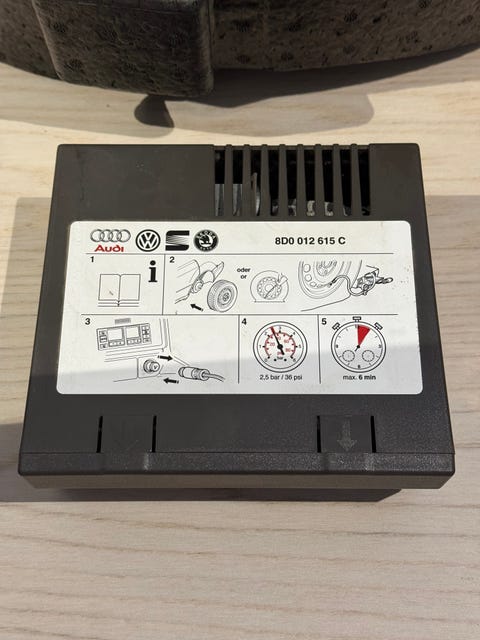 Audi
8D0 012 615 C
1
i
2
oder
or
3
4
5
2,5 bar / 36 psi
max. 6 min